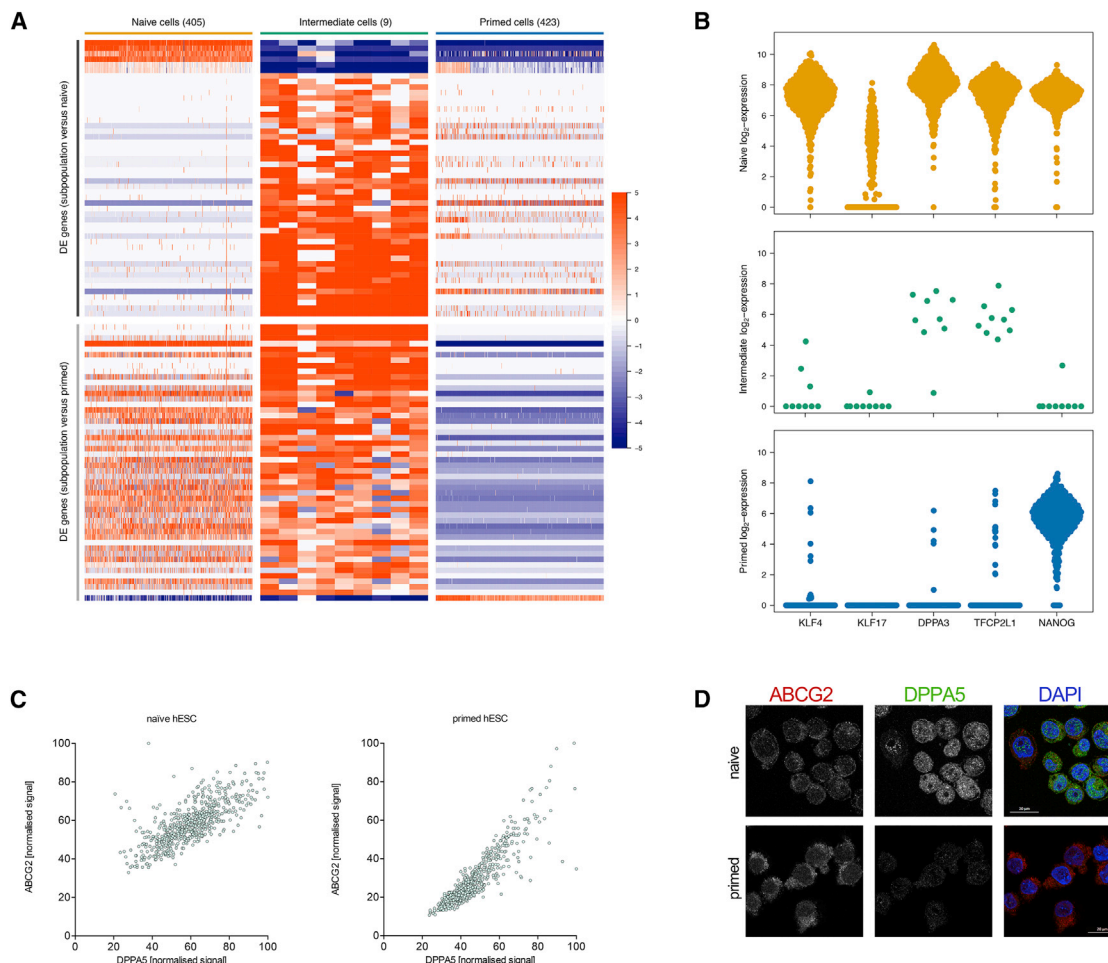 A
Naive cells (405)
Intermediate cells (9)
Primed cells (423)
DE genes (subpopulation versus naive)
DE genes (subpopulation versus primed)
5
4
3
2
1
0
−1
−2
−3
−4
−5
B
Naive log2−expression
10
8
6
4
2
0
Intermediate log2−expression
10
8
6
4
2
0
Primed log2−expression
10
8
6
4
2
0
KLF4 KLF17 DPPA3 TFCP2L1 NANOG
C
naïve hESC
ABCG2 [normalised signal]
100
80
60
40
20
0
0 20 40 60 80 100
DPPA5 [normalised signal]
primed hESC
ABCG2 [normalised signal]
100
80
60
40
20
0
0 20 40 60 80 100
DPPA5 [normalised signal]
D
ABCG2 DPPA5 DAPI
naive
primed